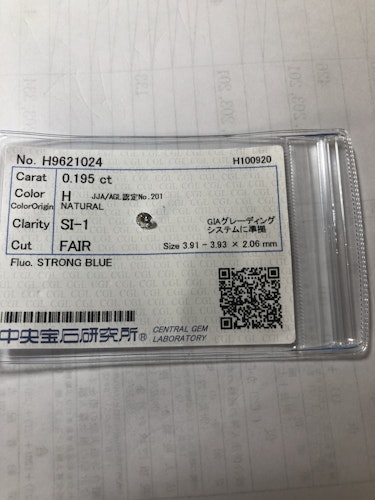 No. H9621024 H100920
Carat 0.195 ct
Color H JJA/AGL認定No.201
ColorOrigin NATURAL
Clarity SI-1 GIAグレーディング
システムに準拠
Cut FAIR Size 3.91 - 3.93 × 2.06 mm
Fluo. STRONG BLUE
中央宝石研究所® CENTRAL GEM
LABORATORY